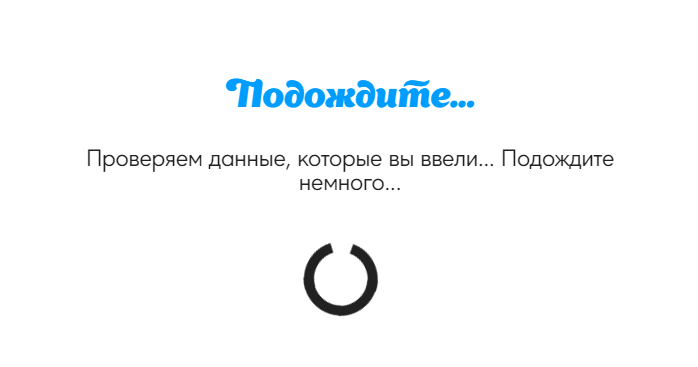 Подождите...
Проверяем данные, которые вы ввели... Подождите
немного...